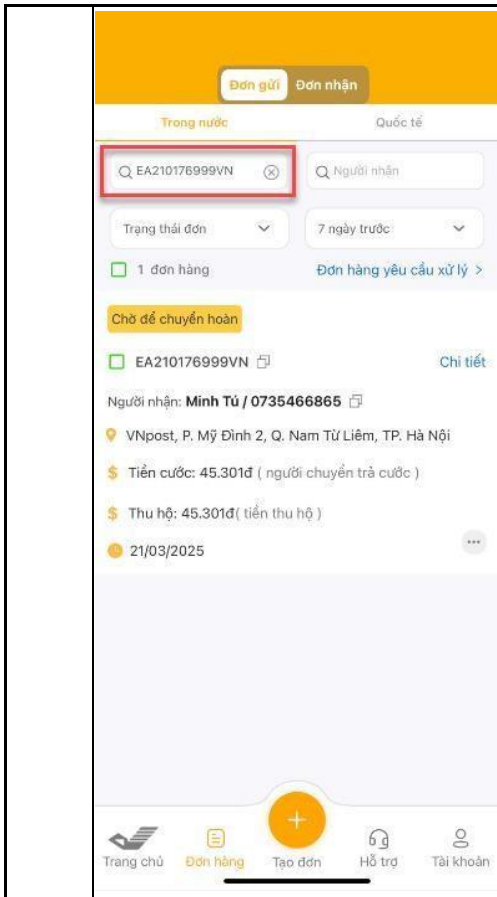 Đơn gửi Đơn nhận
Trong nước Quốc tế
EA210176999VN Người nhận
Trạng thái đơn 7 ngày trước
1 đơn hàng Đơn hàng yêu cầu xử lý >
Chờ để chuyển hoàn
EA210176999VN Chi tiết
Người nhận: Minh Tú / 0735466865
VNpost, P. Mỹ Đình 2, Q. Nam Từ Liêm, TP. Hà Nội
$ Tiền cước: 45.301đ ( người chuyển trả cước )
$ Thu hộ: 45.301đ( tiền thu hộ )
21/03/2025
Trang chủ Đơn hàng Tạo đơn Hỗ trợ Tài khoản